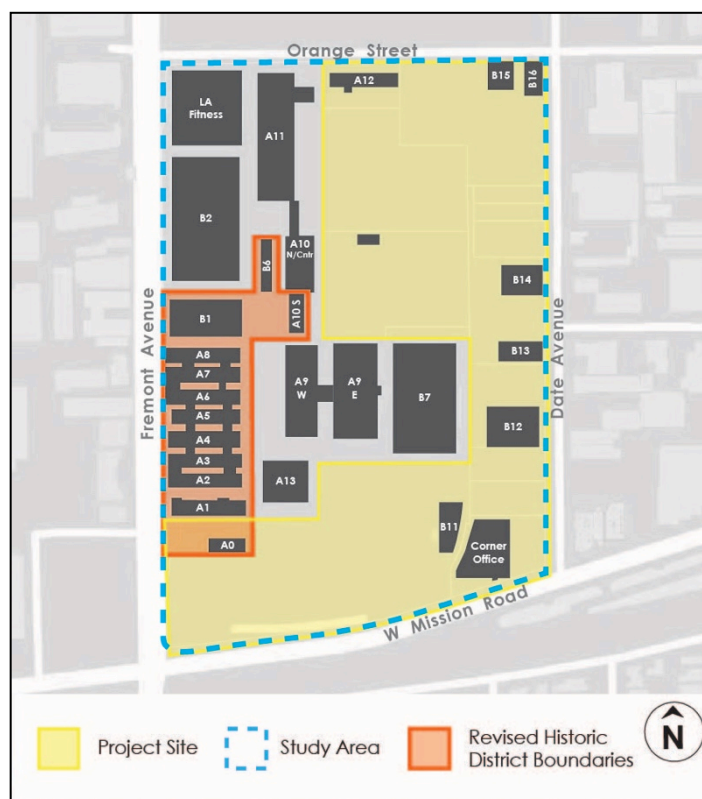 Orange Street
LA
Fitness
A11
A12
B15
B16
B2
B6
A10
N/Cntr
A10 S
B14
B1
Fremont Avenue
Date Avenue
A8
A7
A6
A5
A4
A3
A2
A1
A0
A9
W
A9
E
B7
B13
B12
A13
B11
Corner
Office
W Mission Road
Project Site
Study Area
Revised Historic
District Boundaries
N